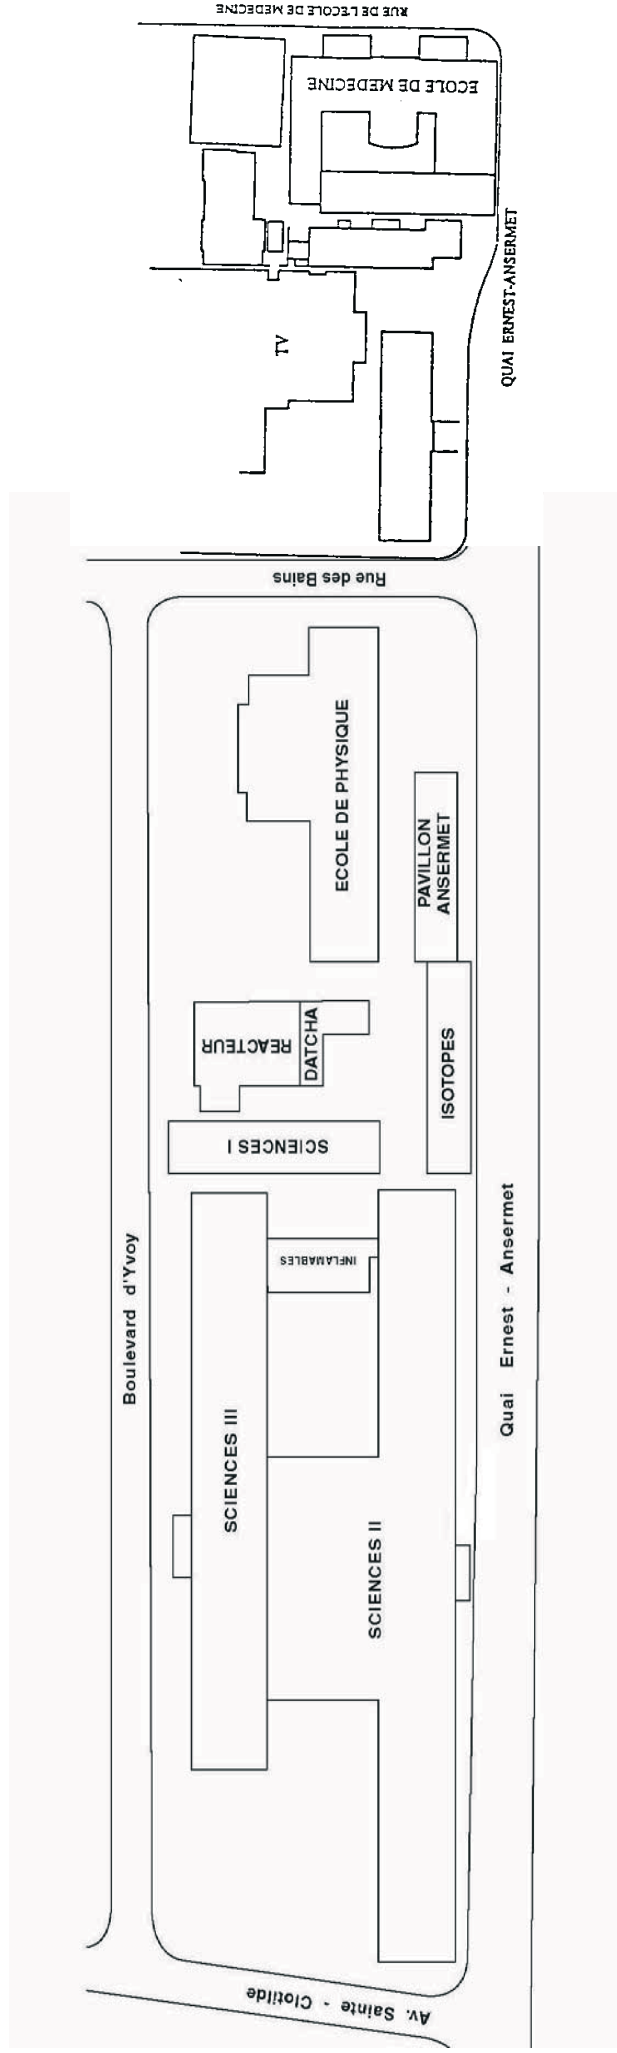 RUE DE L'ECOLE DE MEDECINE
ECOLE DE MEDECINE
QUAI ERNEST-ANSERMET
TV
Rue des Bains
ECOLE DE PHYSIQUE
PAVILLON
ANSERMET
REACTEUR
DATCHA
ISOTOPES
SCIENCES I
INFLAMABLES
Boulevard d'Yvoy
Quai Ernest - Ansermet
SCIENCES III
SCIENCES II
Av. Sainte - Clotilde